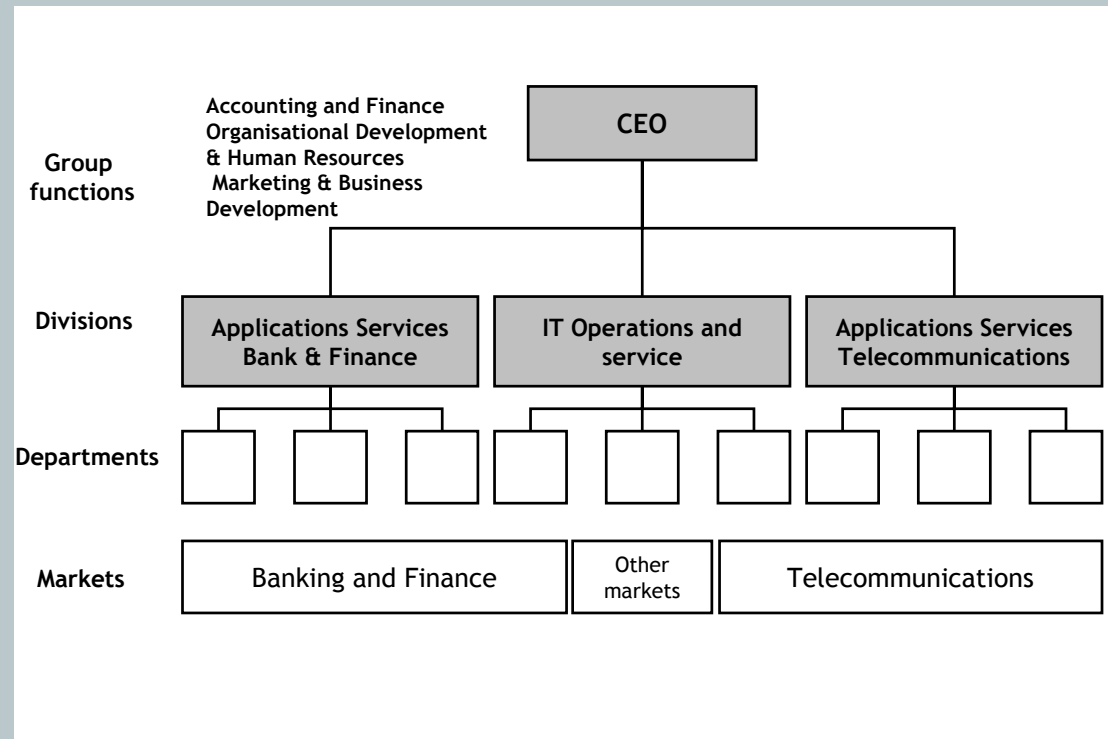 Accounting and Finance
Organisational Development
& Human Resources
Marketing & Business
Development
CEO
Group
functions
Divisions
Applications Services
Bank & Finance
IT Operations and
service
Applications Services
Telecommunications
Departments
Markets
Banking and Finance
Other
markets
Telecommunications